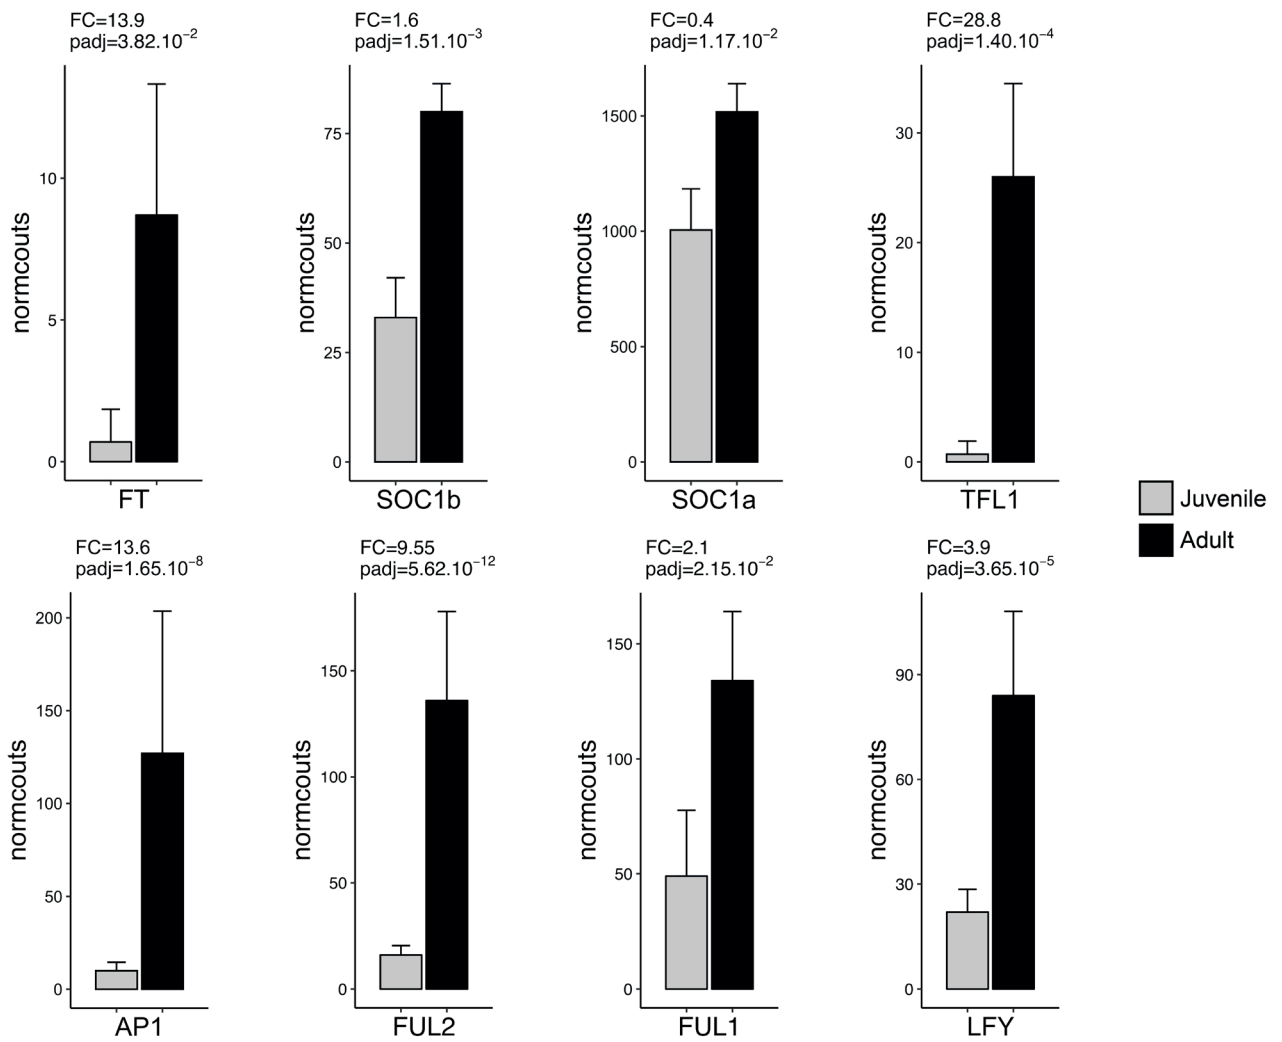 FC=13.9
padj=3.82.10⁻²
10
5
0
normcouts
FT
FC=1.6
padj=1.51.10⁻³
75
50
25
0
normcouts
SOC1b
FC=0.4
padj=1.17.10⁻²
1500
1000
500
0
normcouts
SOC1a
FC=28.8
padj=1.40.10⁻⁴
30
20
10
0
normcouts
TFL1
Juvenile
Adult
FC=13.6
padj=1.65.10⁻⁸
200
150
100
50
0
normcouts
AP1
FC=9.55
padj=5.62.10⁻¹²
150
100
50
0
normcouts
FUL2
FC=2.1
padj=2.15.10⁻²
150
100
50
0
normcouts
FUL1
FC=3.9
padj=3.65.10⁻⁵
90
60
30
0
normcouts
LFY